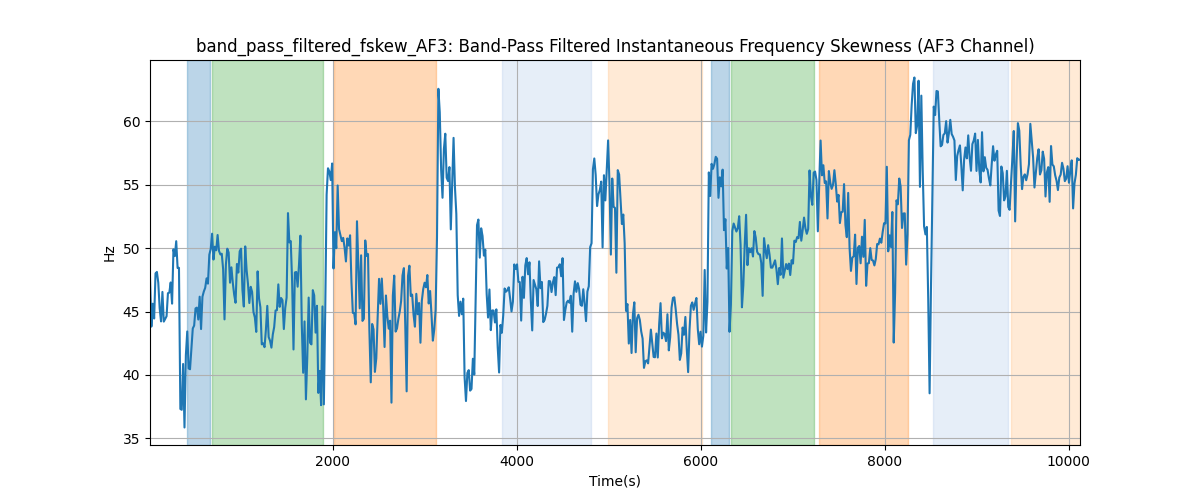 band_pass_filtered_fskew_AF3: Band-Pass Filtered Instantaneous Frequency Skewness (AF3 Channel)
60
55
50
45
40
35
Hz
2000 4000 6000 8000 10000
Time(s)